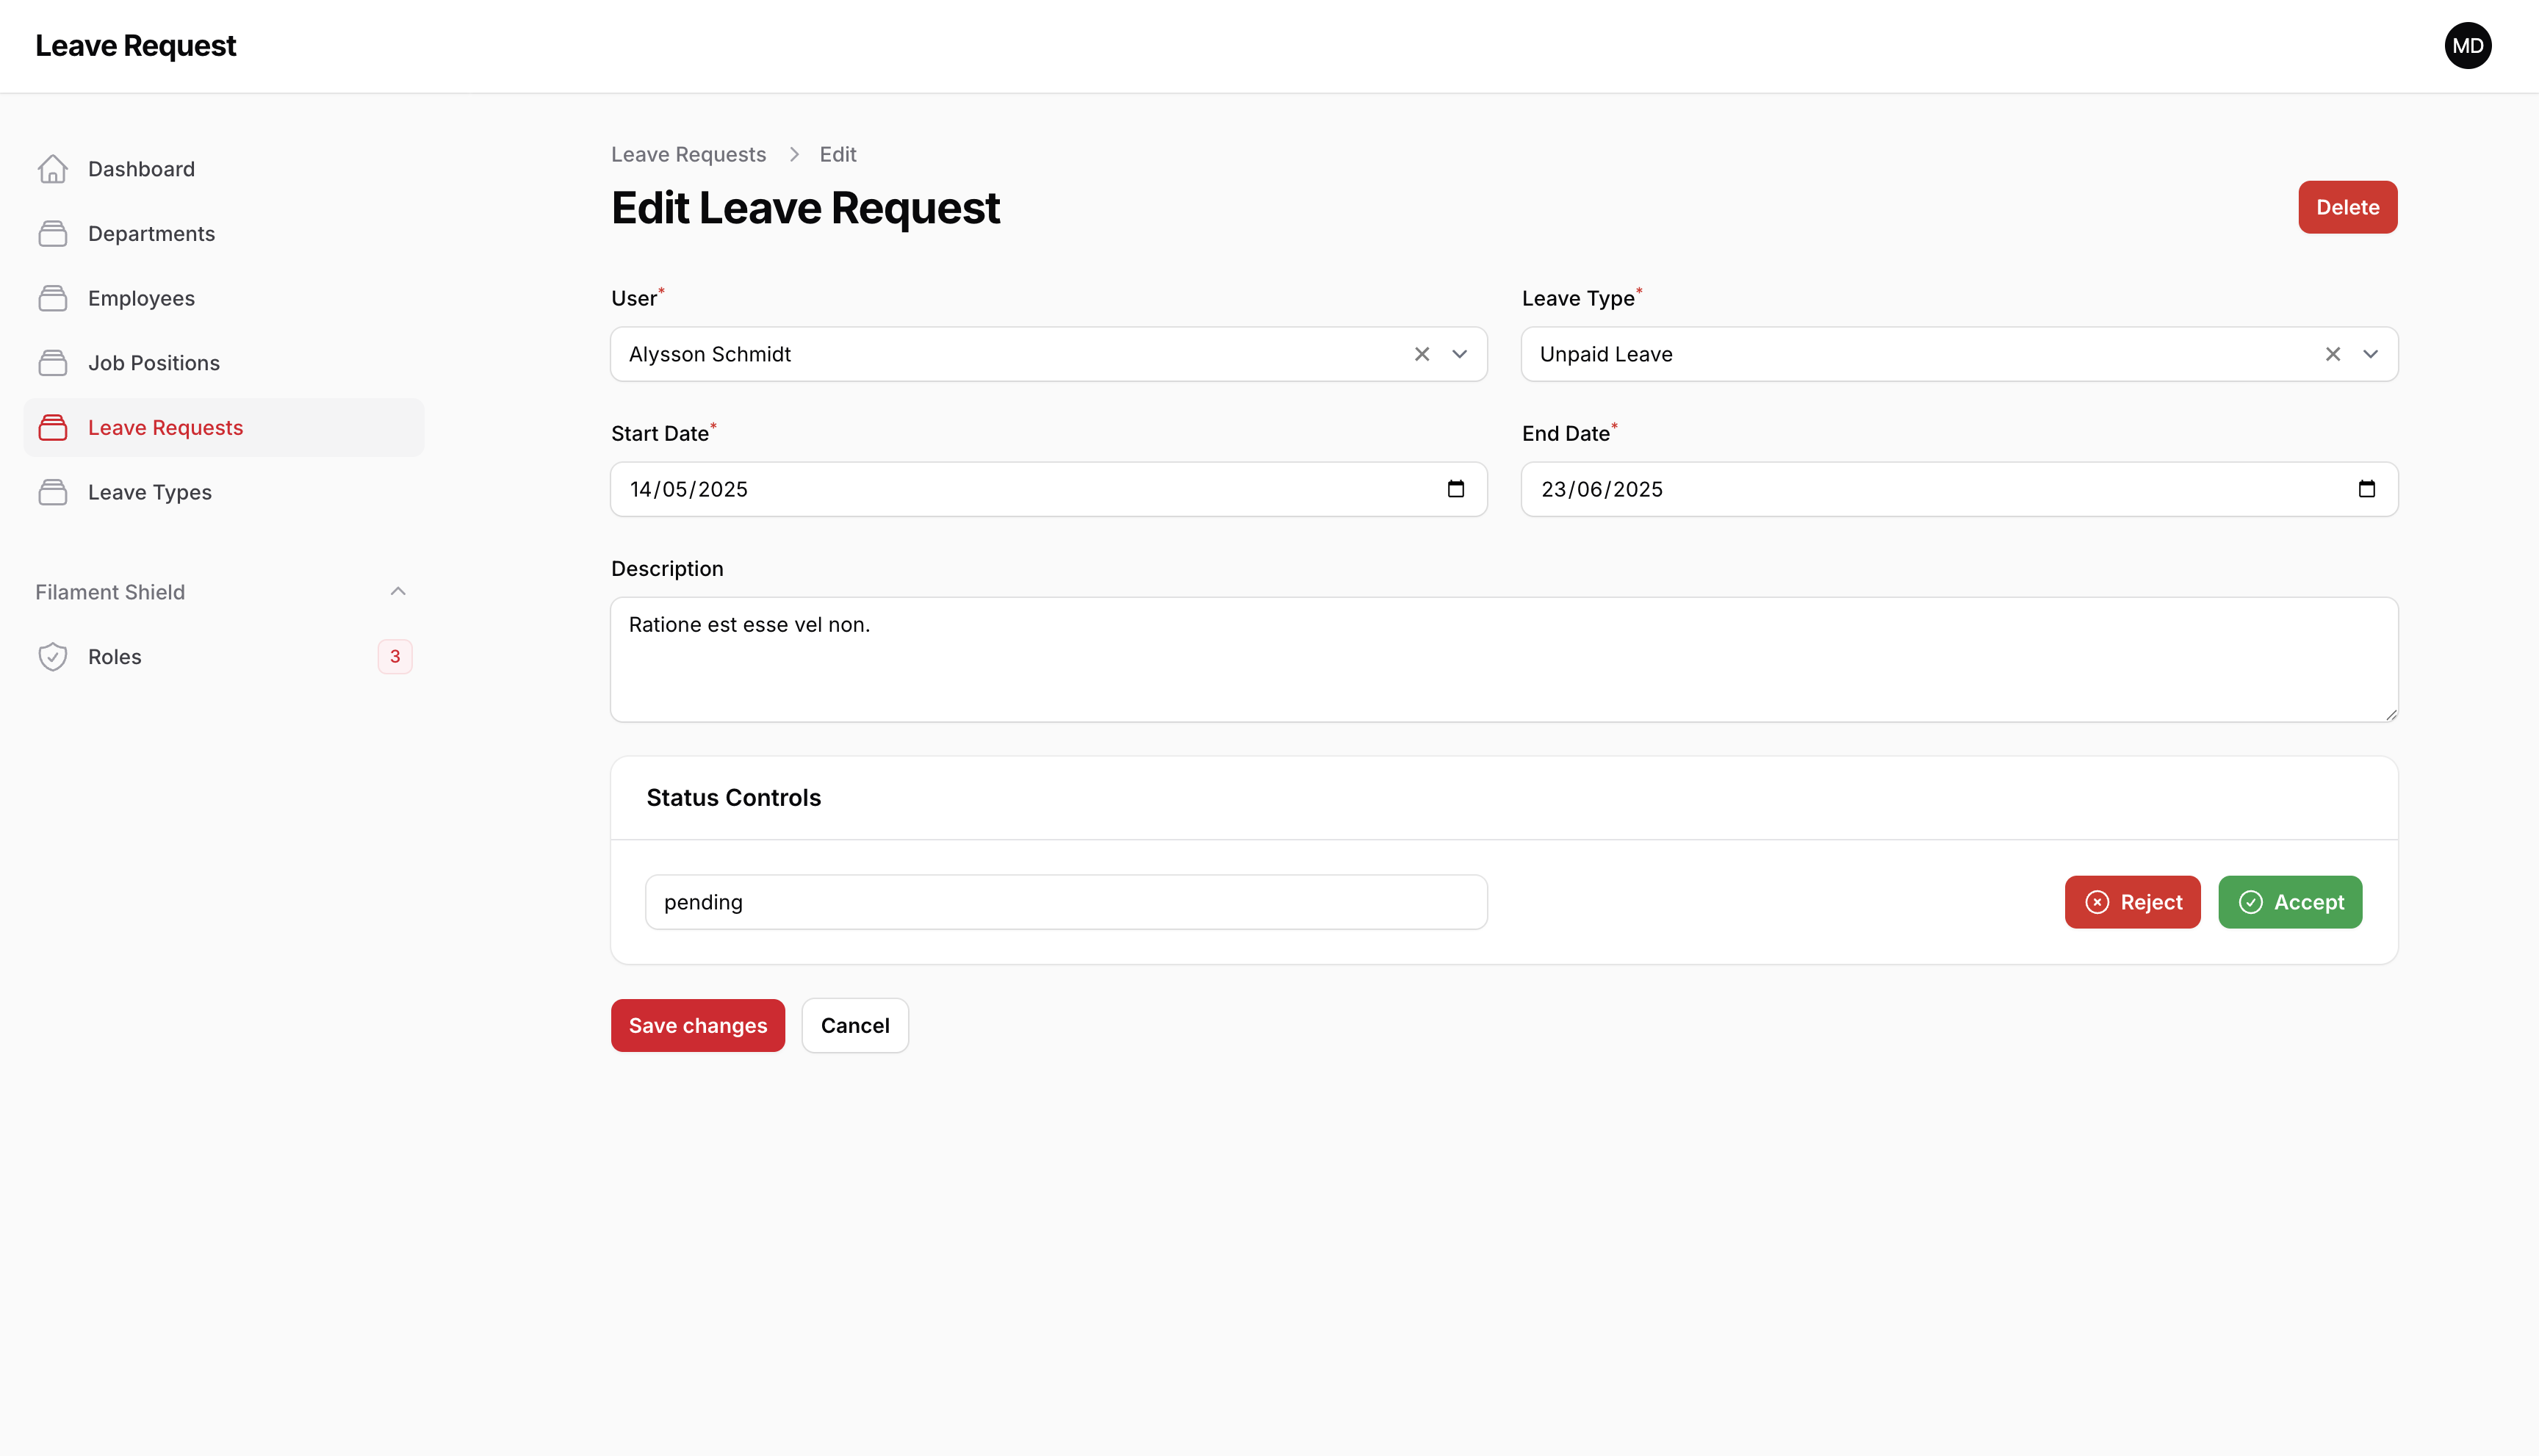 Leave Request
MD
Dashboard
Departments
Employees
Job Positions
Leave Requests
Leave Types
Filament Shield
Roles
3
Leave Requests > Edit
Edit Leave Request
Delete
User*
Leave Type*
Alysson Schmidt
Unpaid Leave
Start Date*
End Date*
14/05/2025
23/06/2025
Description
Ratione est esse vel non.
Status Controls
pending
Reject
Accept
Save changes
Cancel